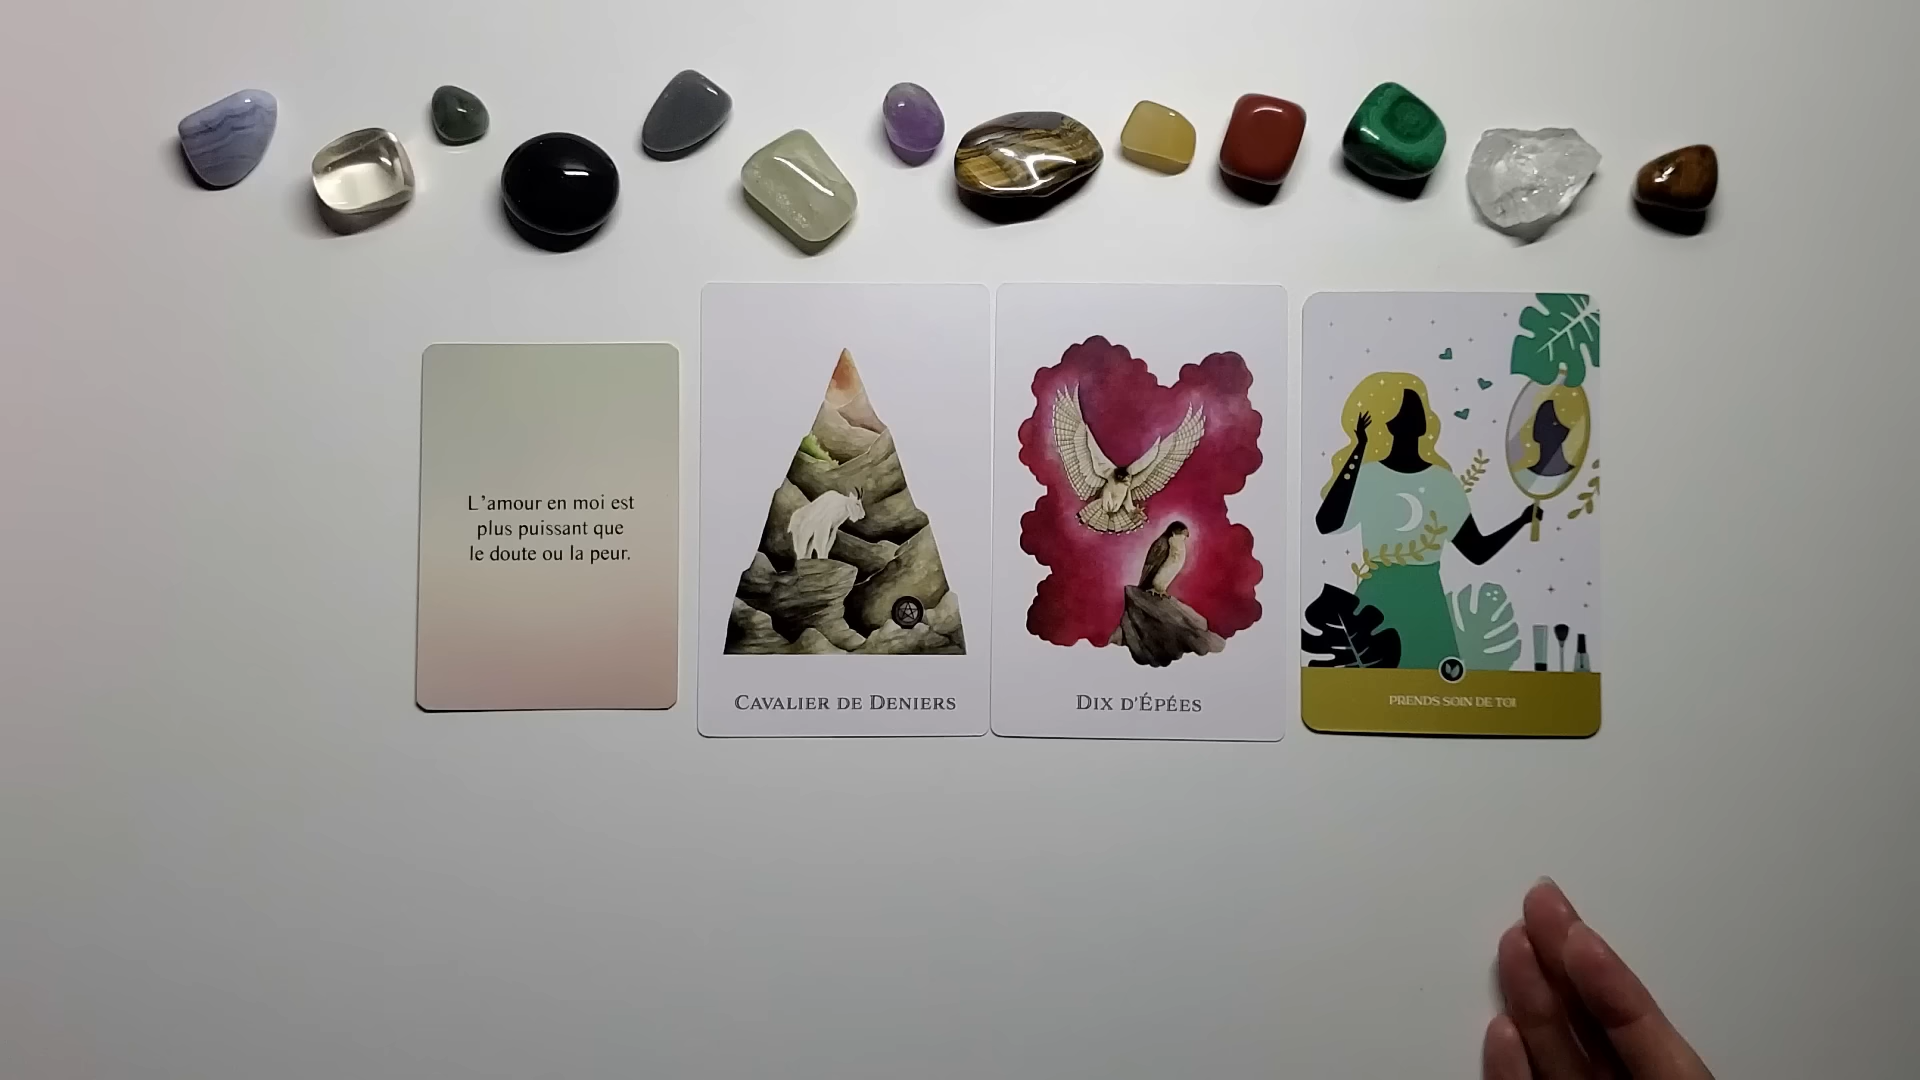 L'amour en moi est
plus puissant que
le doute ou la peur.
CAVALIER DE DENIERS
DIX D'ÉPÉES
PRENDS SOIN DE TOI